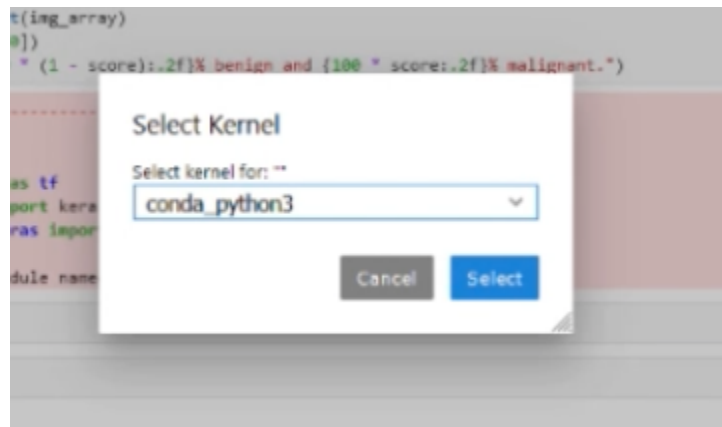 t(img_array)
0])
" (1 - score):.2f}% benign and {100 * score:.2f}% malignant.")
Select Kernel
Select kernel for: ""
as tf
conda_python3
port kera
ras impor
dule name
Cancel
Select